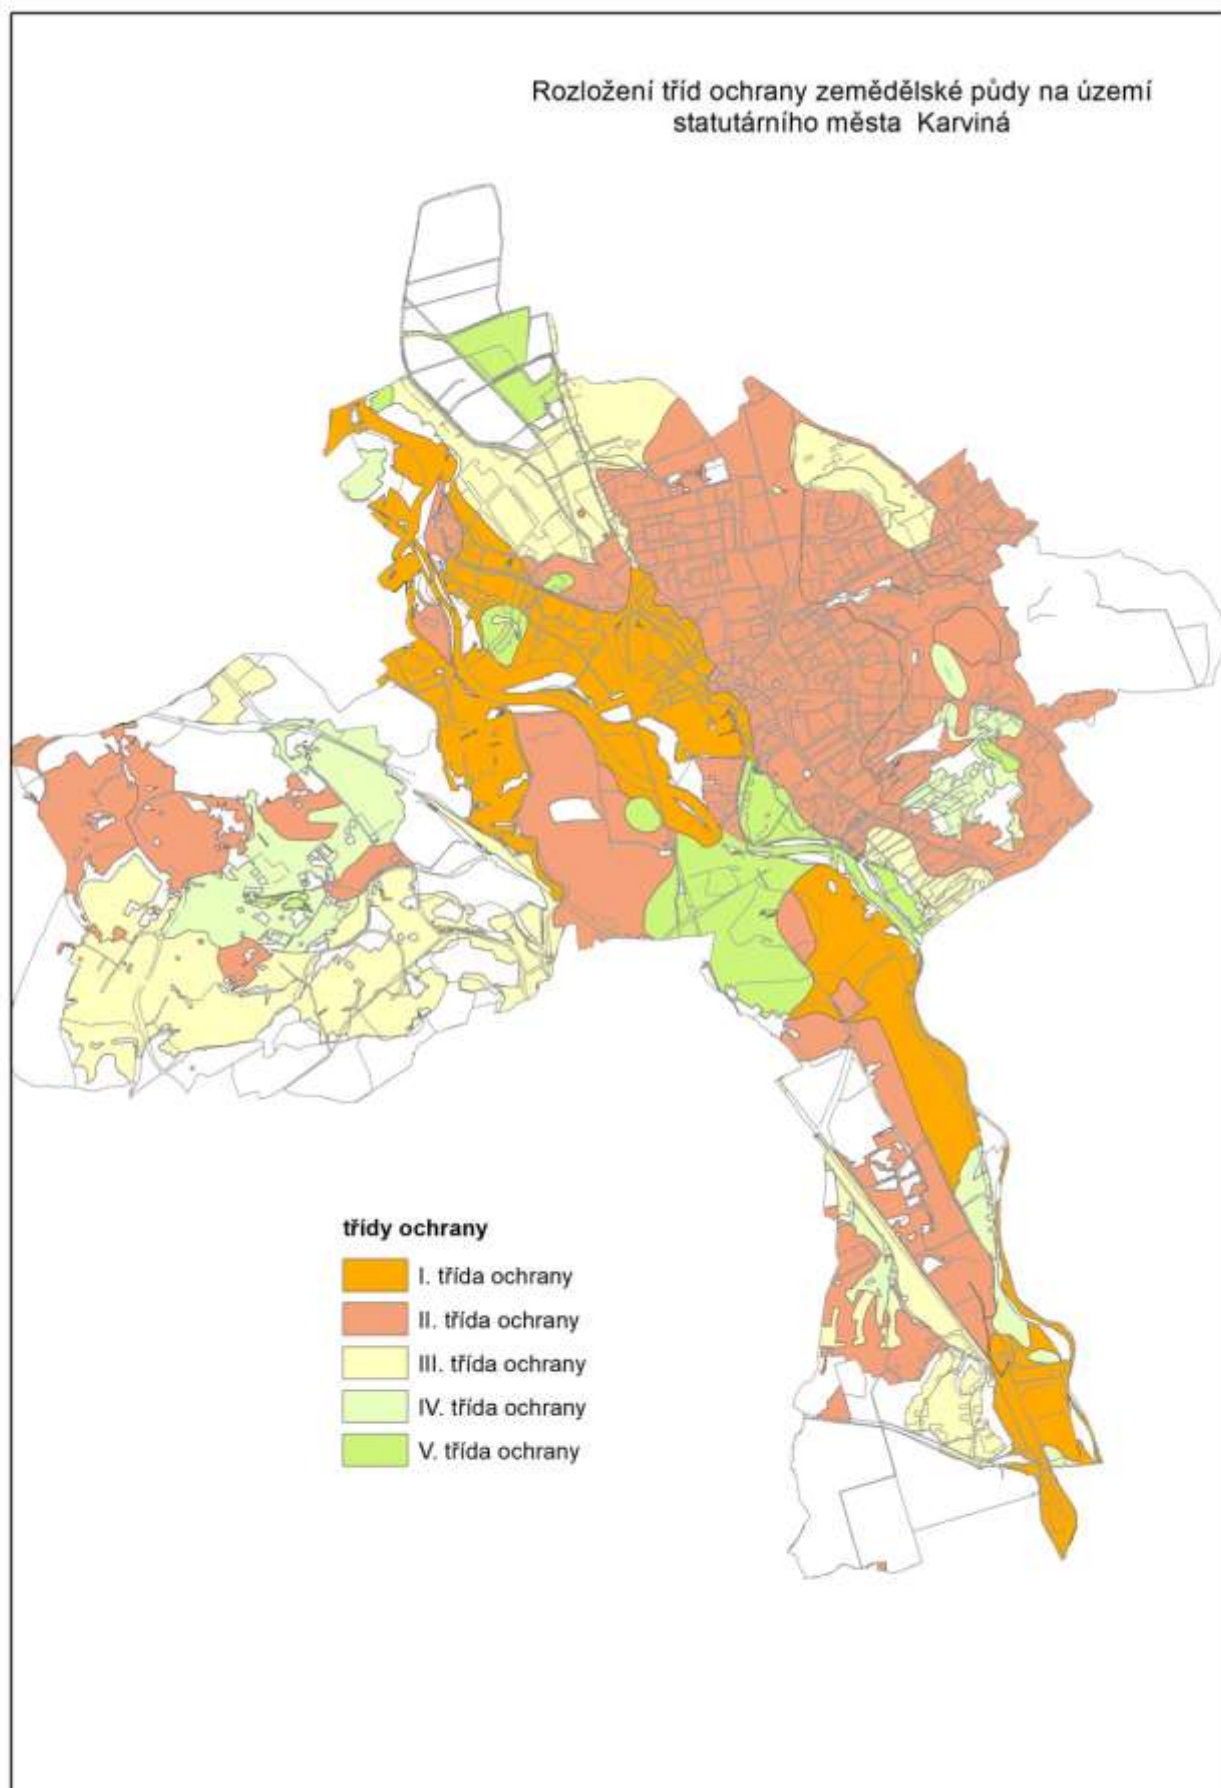 Rozložení tříd ochrany zemědělské půdy na území
statutárního města Karviná
třídy ochrany
I. třída ochrany
II. třída ochrany
III. třída ochrany
IV. třída ochrany
V. třída ochrany